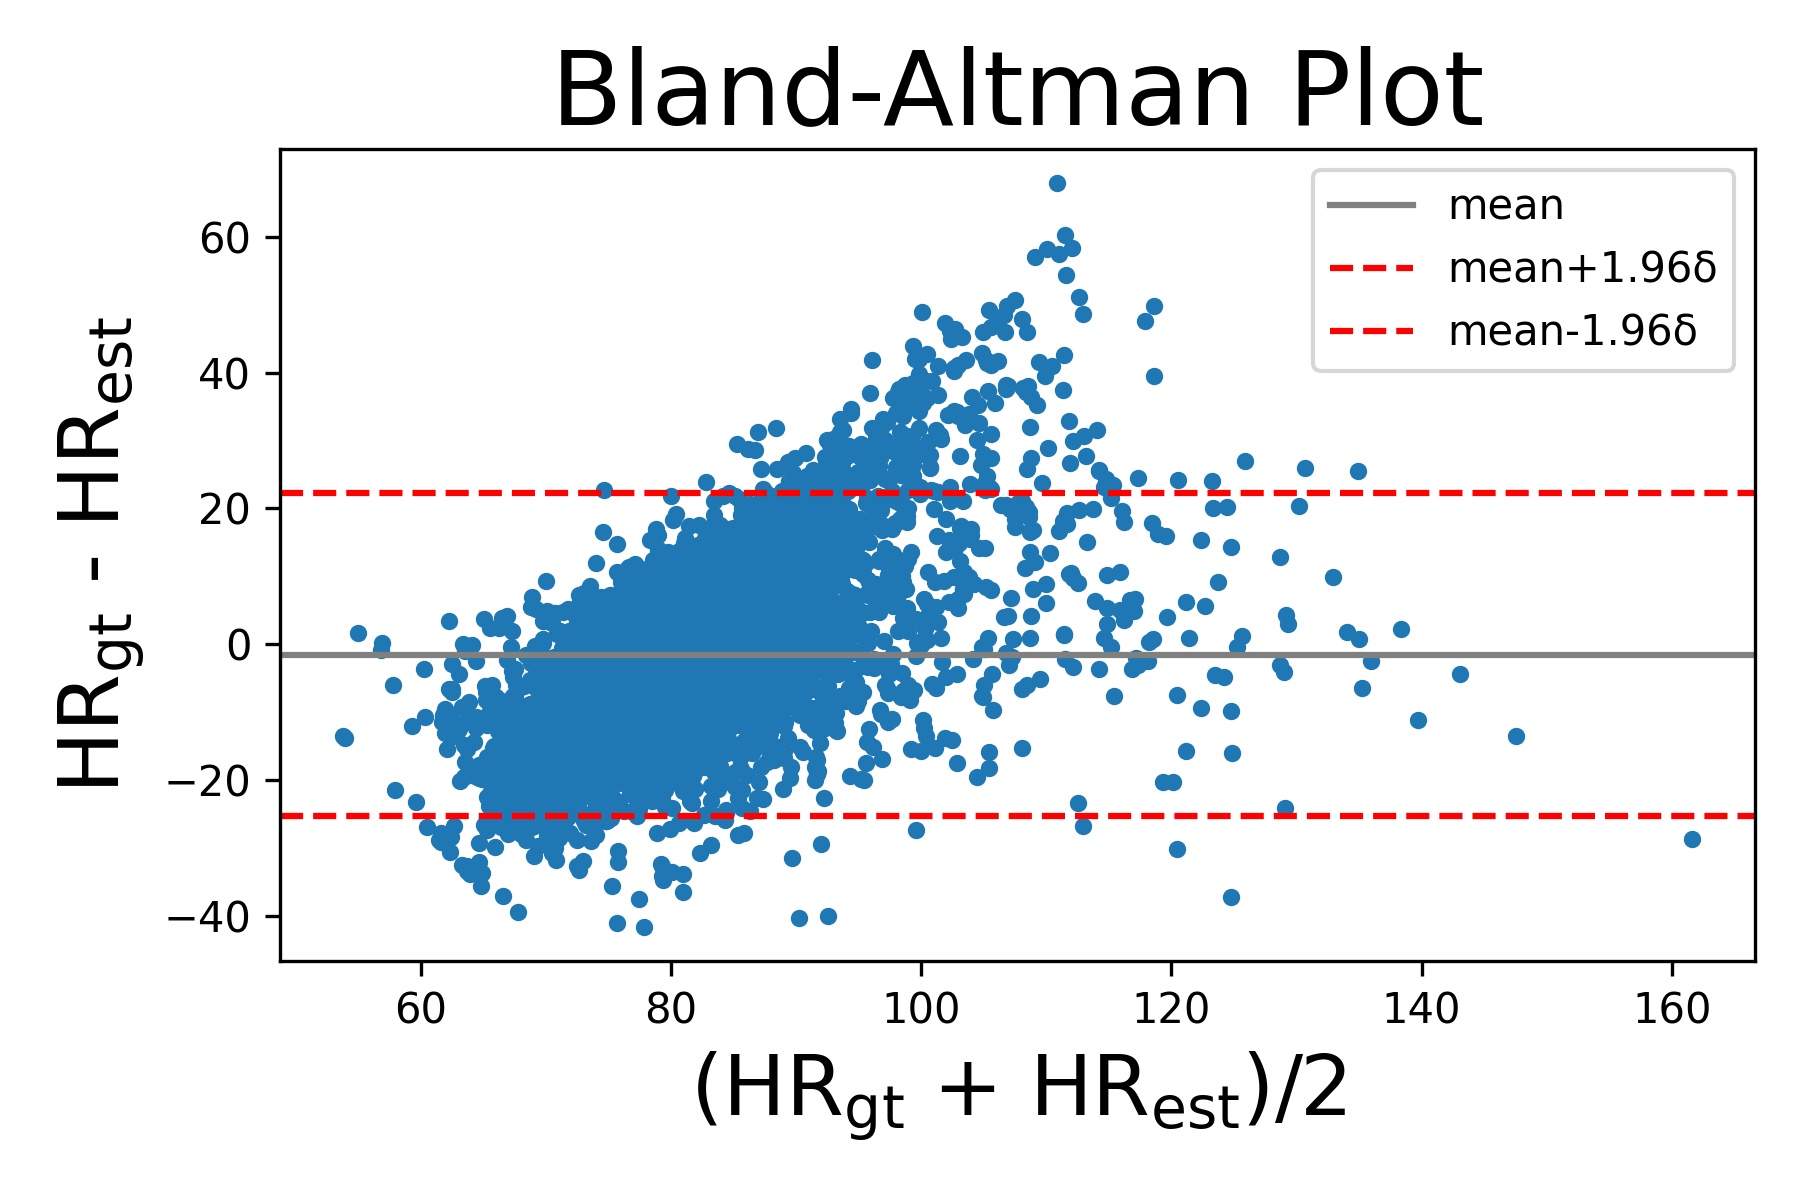 Bland-Altman Plot
mean
mean+1.96δ
mean-1.96δ
HRgt - HRest
60
40
20
0
−20
−40
60 80 100 120 140 160
(HRgt + HRest)/2